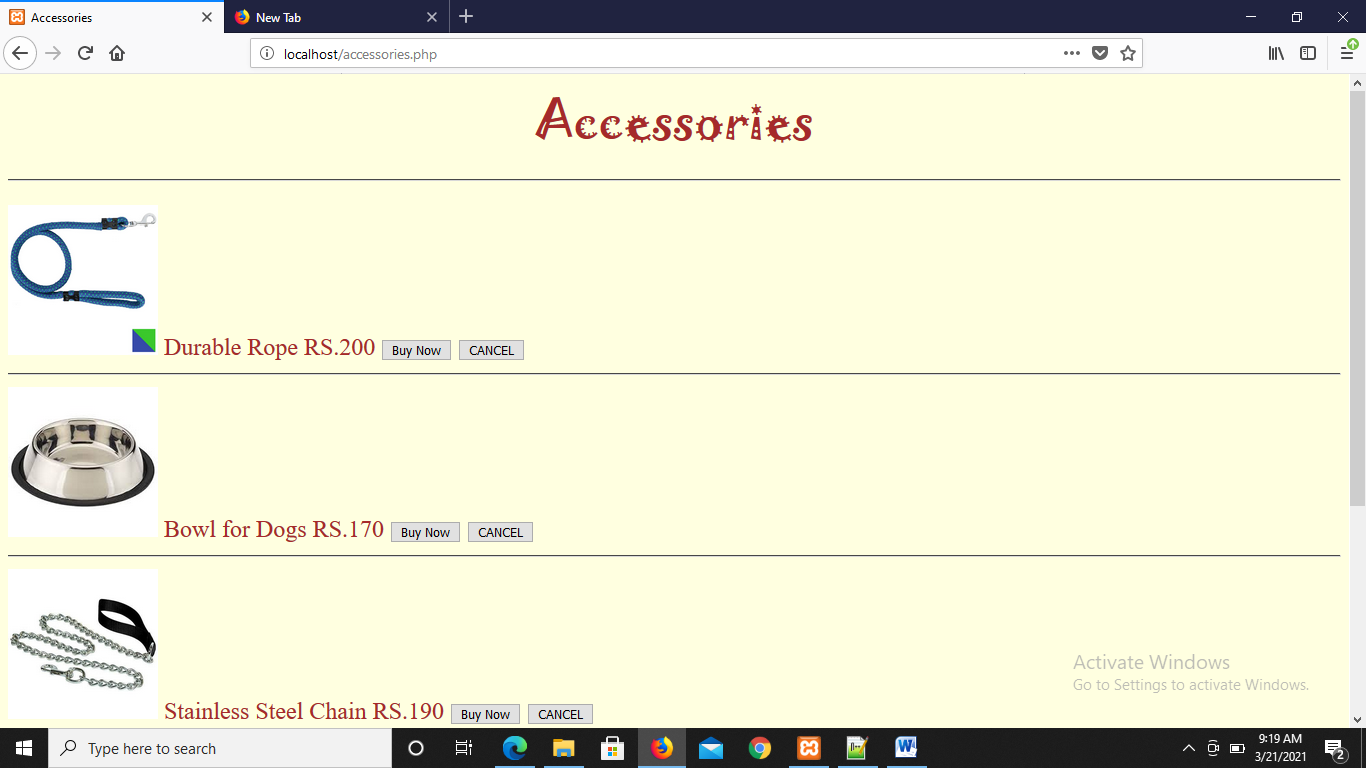 Accessories
New Tab
localhost/accessories.php
Accessories
Durable Rope RS.200 Buy Now CANCEL
Bowl for Dogs RS.170 Buy Now CANCEL
Stainless Steel Chain RS.190 Buy Now CANCEL
Activate Windows
Go to Settings to activate Windows.
Type here to search
9:19 AM
3/21/2021
2